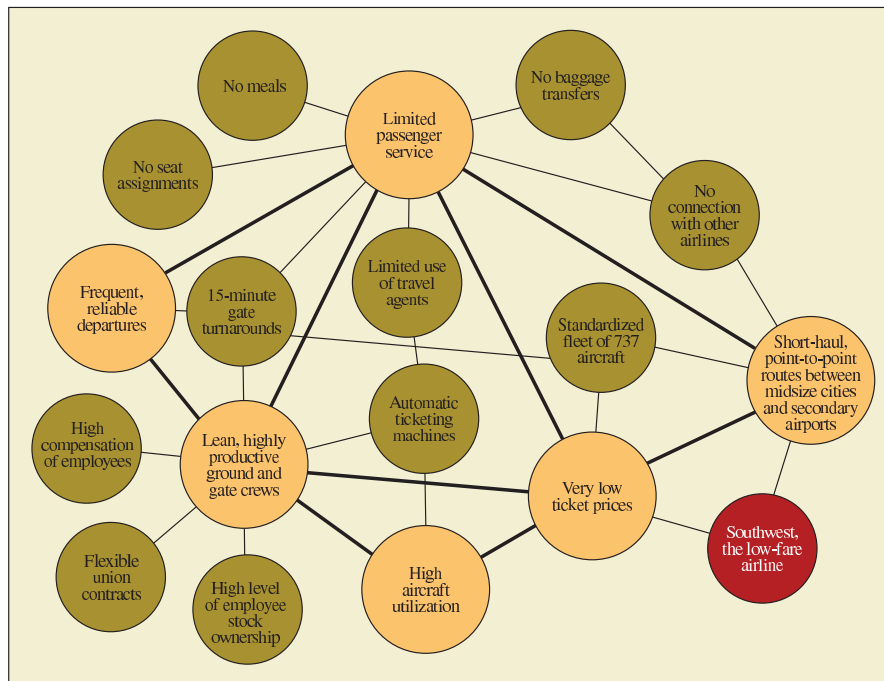 No meals
Limited
passenger
service
No baggage
transfers
No seat
assignments
No
connection
with other
airlines
Frequent,
reliable
departures
15-minute
gate
turnarounds
Limited use
of travel
agents
Standardized
fleet of 737
aircraft
Short-haul,
point-to-point
routes between
midsize cities
and secondary
airports
High
compensation
of employees
Lean, highly
productive
ground and
gate crews
Automatic
ticketing
machines
Very low
ticket prices
Southwest,
the low-fare
airline
Flexible
union
contracts
High level
of employee
stock
ownership
High
aircraft
utilization